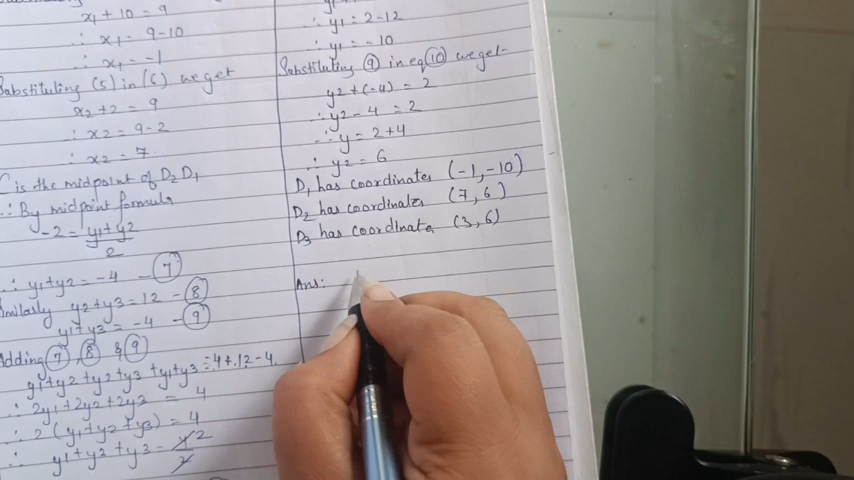 x1 + 10 = 9
∴ x1 = 9-10
∴ x1 = -1
Substituting (5) in (6) we get
x2 + 2 = 9
∴ x2 = 9-2
∴ x2 = 7
C is the midpoint of D2 D1
∴ By midpoint formula
-2 = y1+y2
2
∴ y1+y2 = -4 - 7
Similarly y2+y3 = 12 - 8
y1+y3 = -4 - 9
Adding 7, 8 & 9
y1+y2+y2+y3+y1+y3 = -4+12-4
∴ 2y1+2y2+2y3 = 4
∴ 2(y1+y2+y3) = 4
∴ y1+y2+y3 = 4 2
2
∴ y1 = 2-12
∴ y1 = -10
Substituting 9 in eq 10 we get
y2+(-4) = 2
∴ y2 - 4 = 2
∴ y = 2+4
∴ y2 = 6
D1 has coordinates (-1, -10)
D2 has coordinates (7, 6)
D3 has coordinate (3, 6)
Ans: